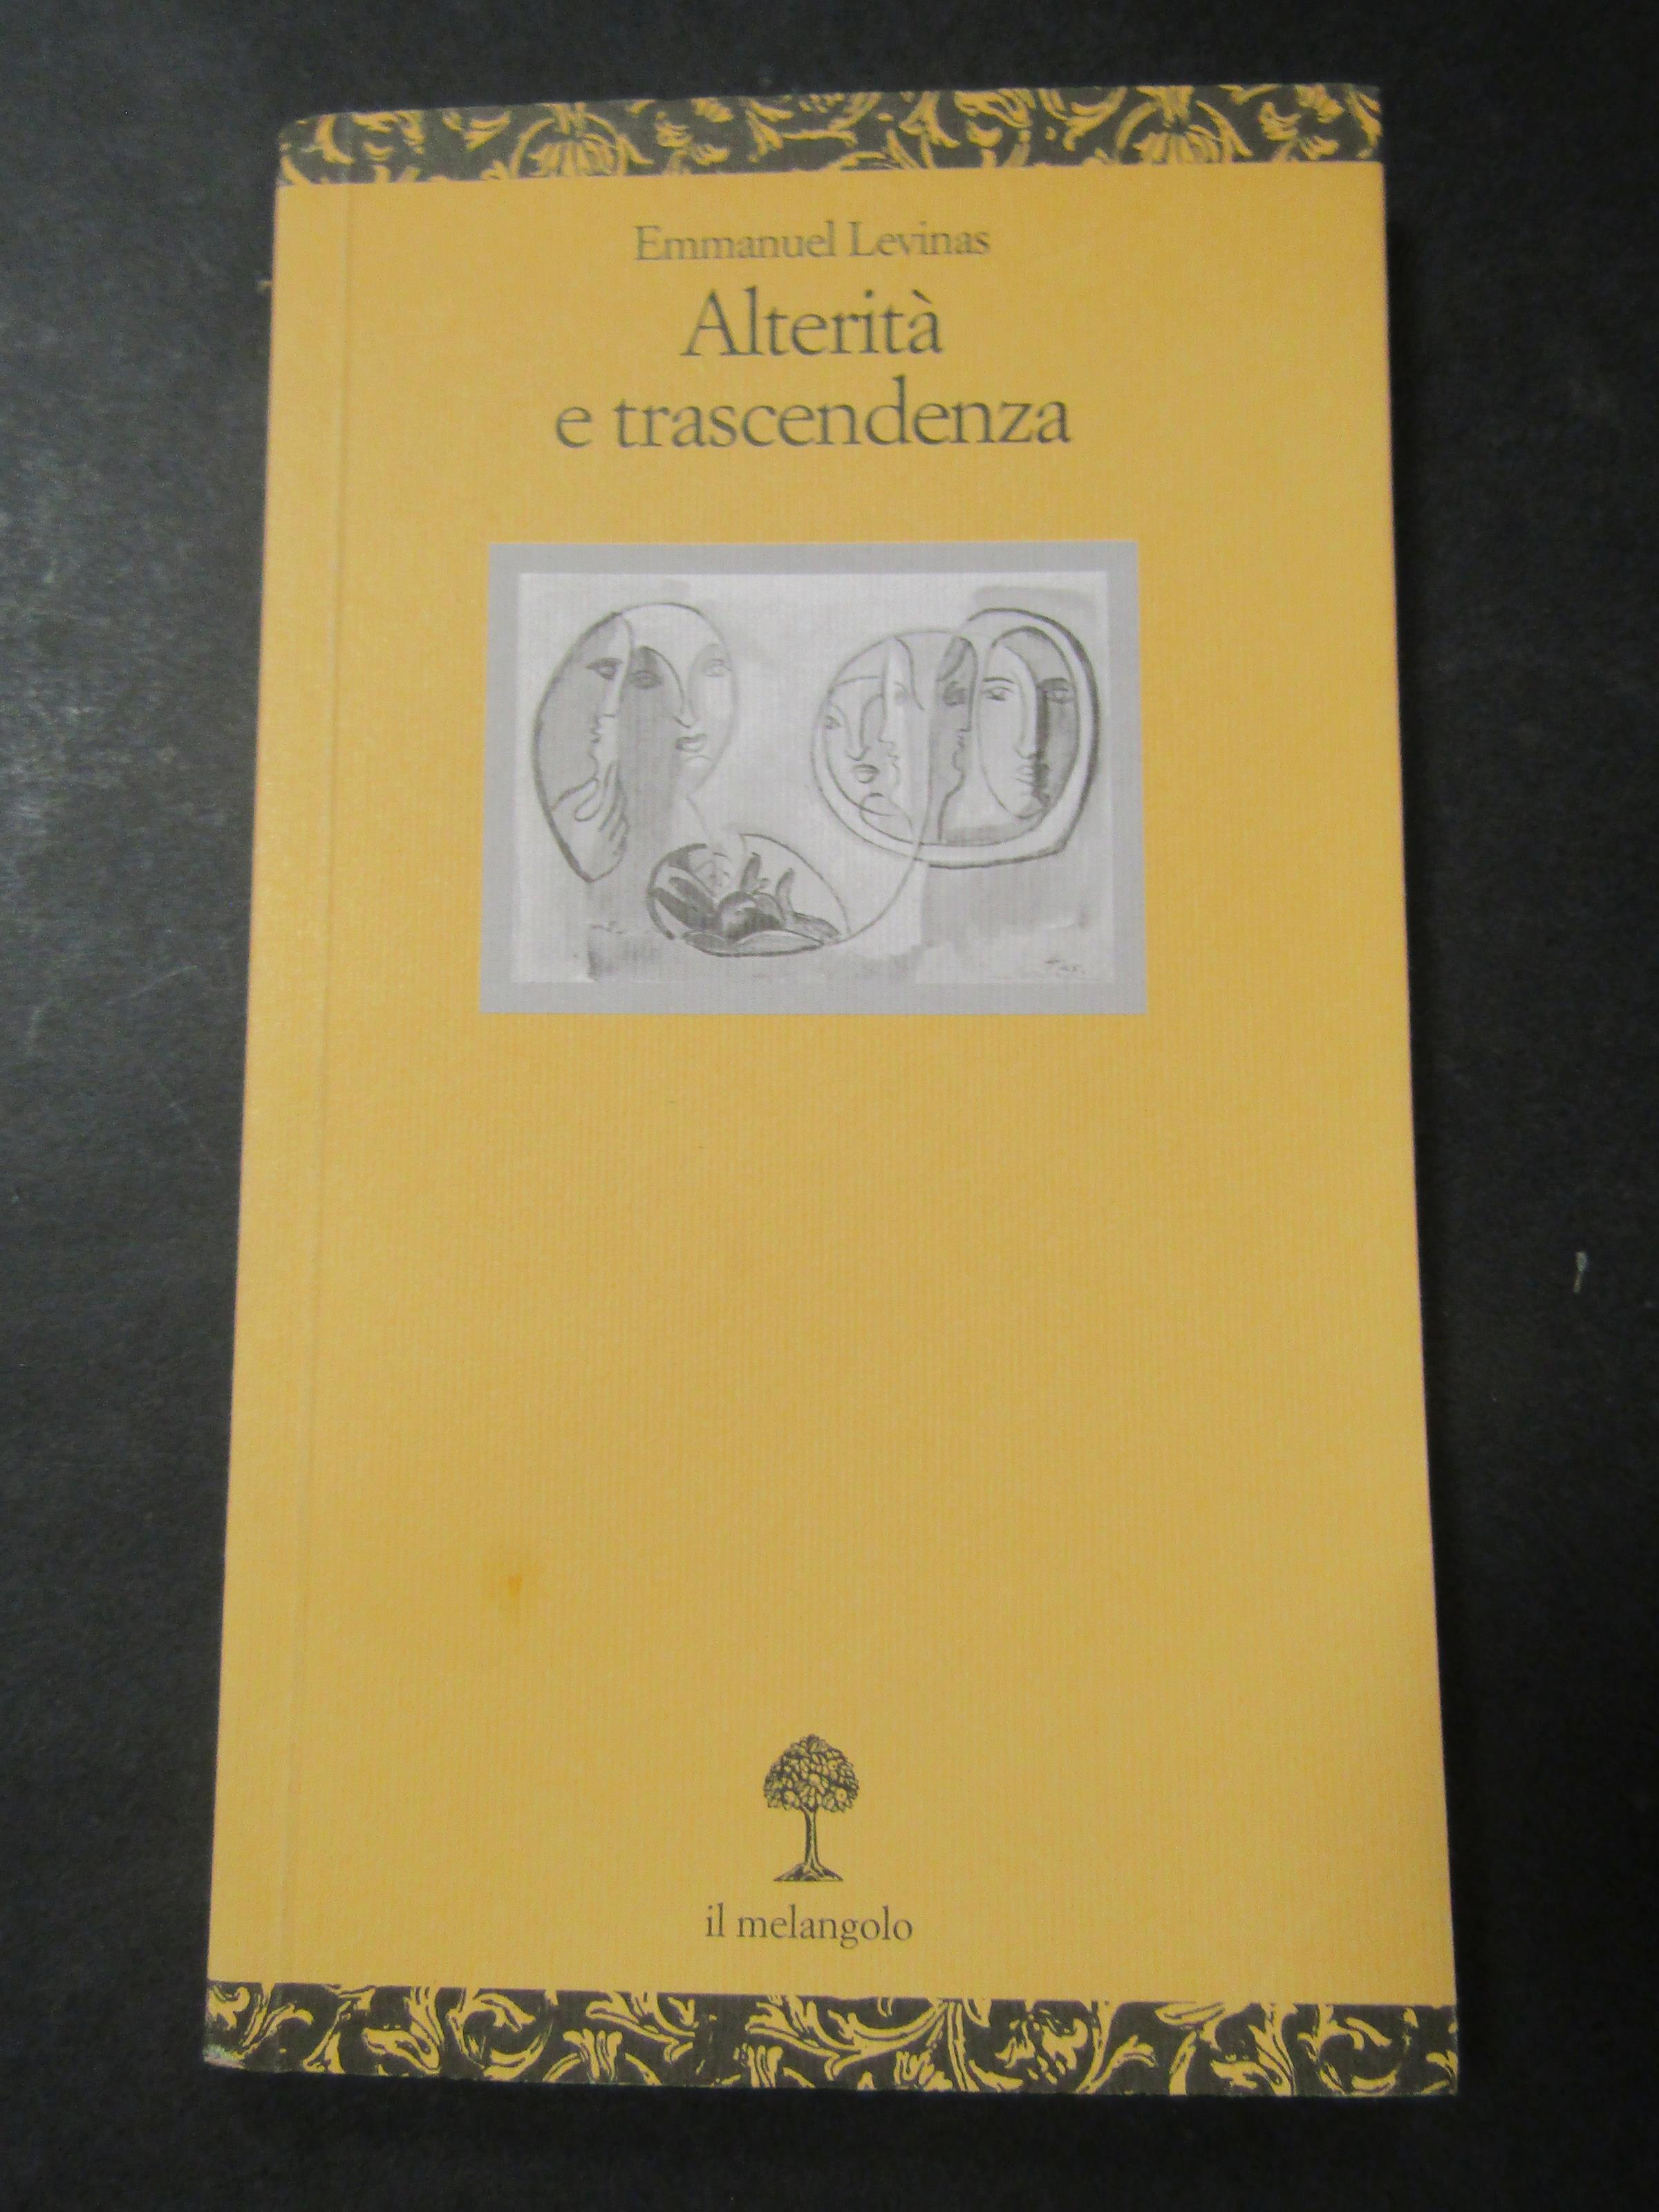 Emmanuel Levinas
Alterità
e trascendenza
il melangolo